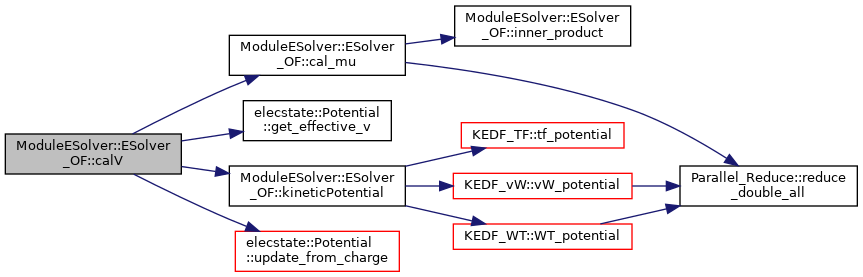 ModuleESolver::ESolver
_OF::calV
ModuleESolver::ESolver
_OF::cal_mu
elecstate::Potential
::get_effective_v
ModuleESolver::ESolver
_OF::kineticPotential
elecstate::Potential
::update_from_charge
ModuleESolver::ESolver
_OF::inner_product
KEDF_TF::tf_potential
KEDF_vW::vW_potential
KEDF_WT::WT_potential
Parallel_Reduce::reduce
_double_all